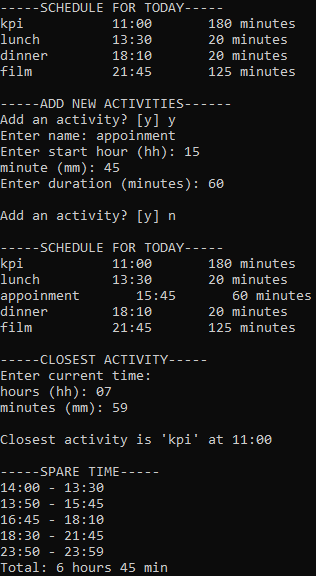 -----SCHEDULE FOR TODAY-----
kpi           11:00       180 minutes
lunch         13:30       20 minutes
dinner        18:10       20 minutes
film          21:45       125 minutes
-----ADD NEW ACTIVITIES------
Add an activity? [y] y
Enter name: appoinment
Enter start hour (hh): 15
minute (mm): 45
Enter duration (minutes): 60
Add an activity? [y] n
-----SCHEDULE FOR TODAY-----
kpi           11:00       180 minutes
lunch         13:30       20 minutes
appoinment       15:45       60 minutes
dinner        18:10       20 minutes
film          21:45       125 minutes
-----CLOSEST ACTIVITY-----
Enter current time:
hours (hh): 07
minutes (mm): 59
Closest activity is 'kpi' at 11:00
-----SPARE TIME-----
14:00 - 13:30
13:50 - 15:45
16:45 - 18:10
18:30 - 21:45
23:50 - 23:59
Total: 6 hours 45 min